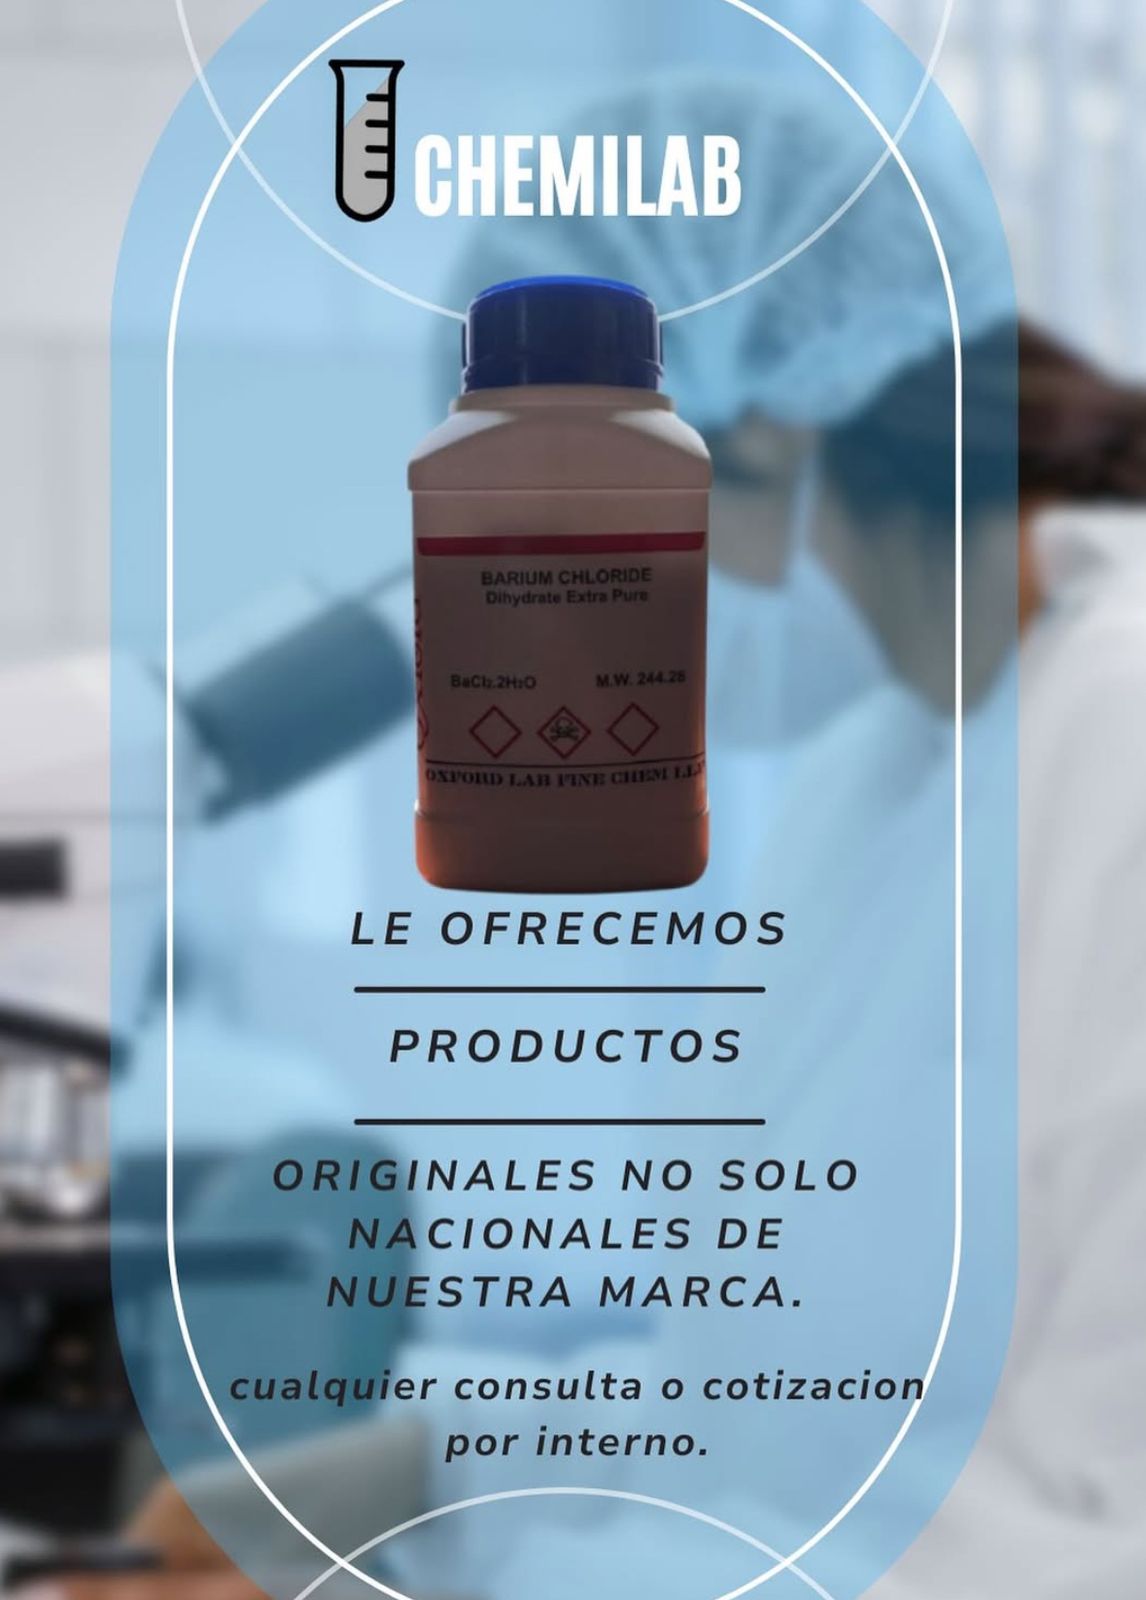 CHEMILAB
BARIUM CHLORIDE
Dihydrate Extra Pure
BaCl₂.2H₂O M.W. 244.28
OXFORD LAB FINE CHEM LLP
LE OFRECEMOS
PRODUCTOS
ORIGINALES NO SOLO
NACIONALES DE
NUESTRA MARCA.
cualquier consulta o cotizacion
por interno.